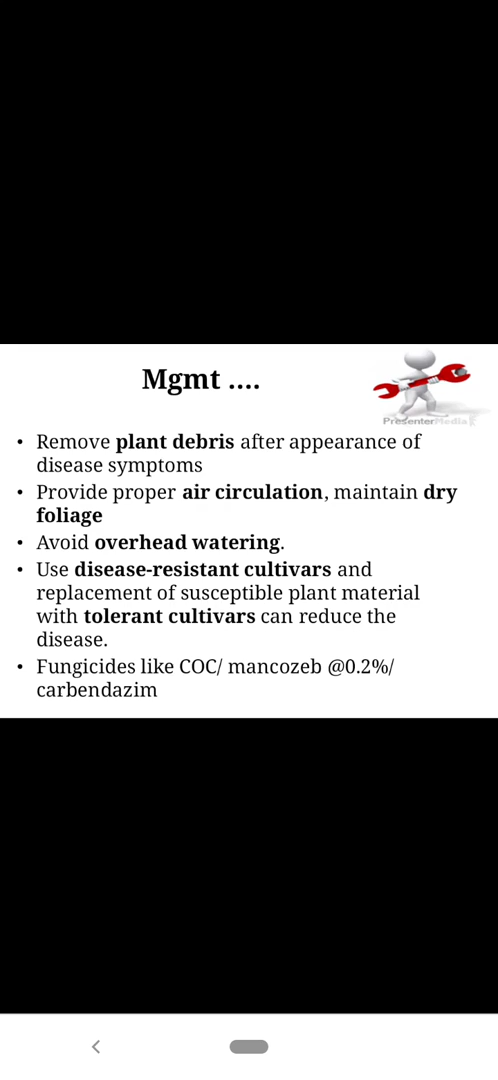 Mgmt ....
PresenterMedia
• Remove plant debris after appearance of
disease symptoms
• Provide proper air circulation, maintain dry
foliage
• Avoid overhead watering.
• Use disease-resistant cultivars and
replacement of susceptible plant material
with tolerant cultivars can reduce the
disease.
• Fungicides like COC/ mancozeb @0.2%/
carbendazim